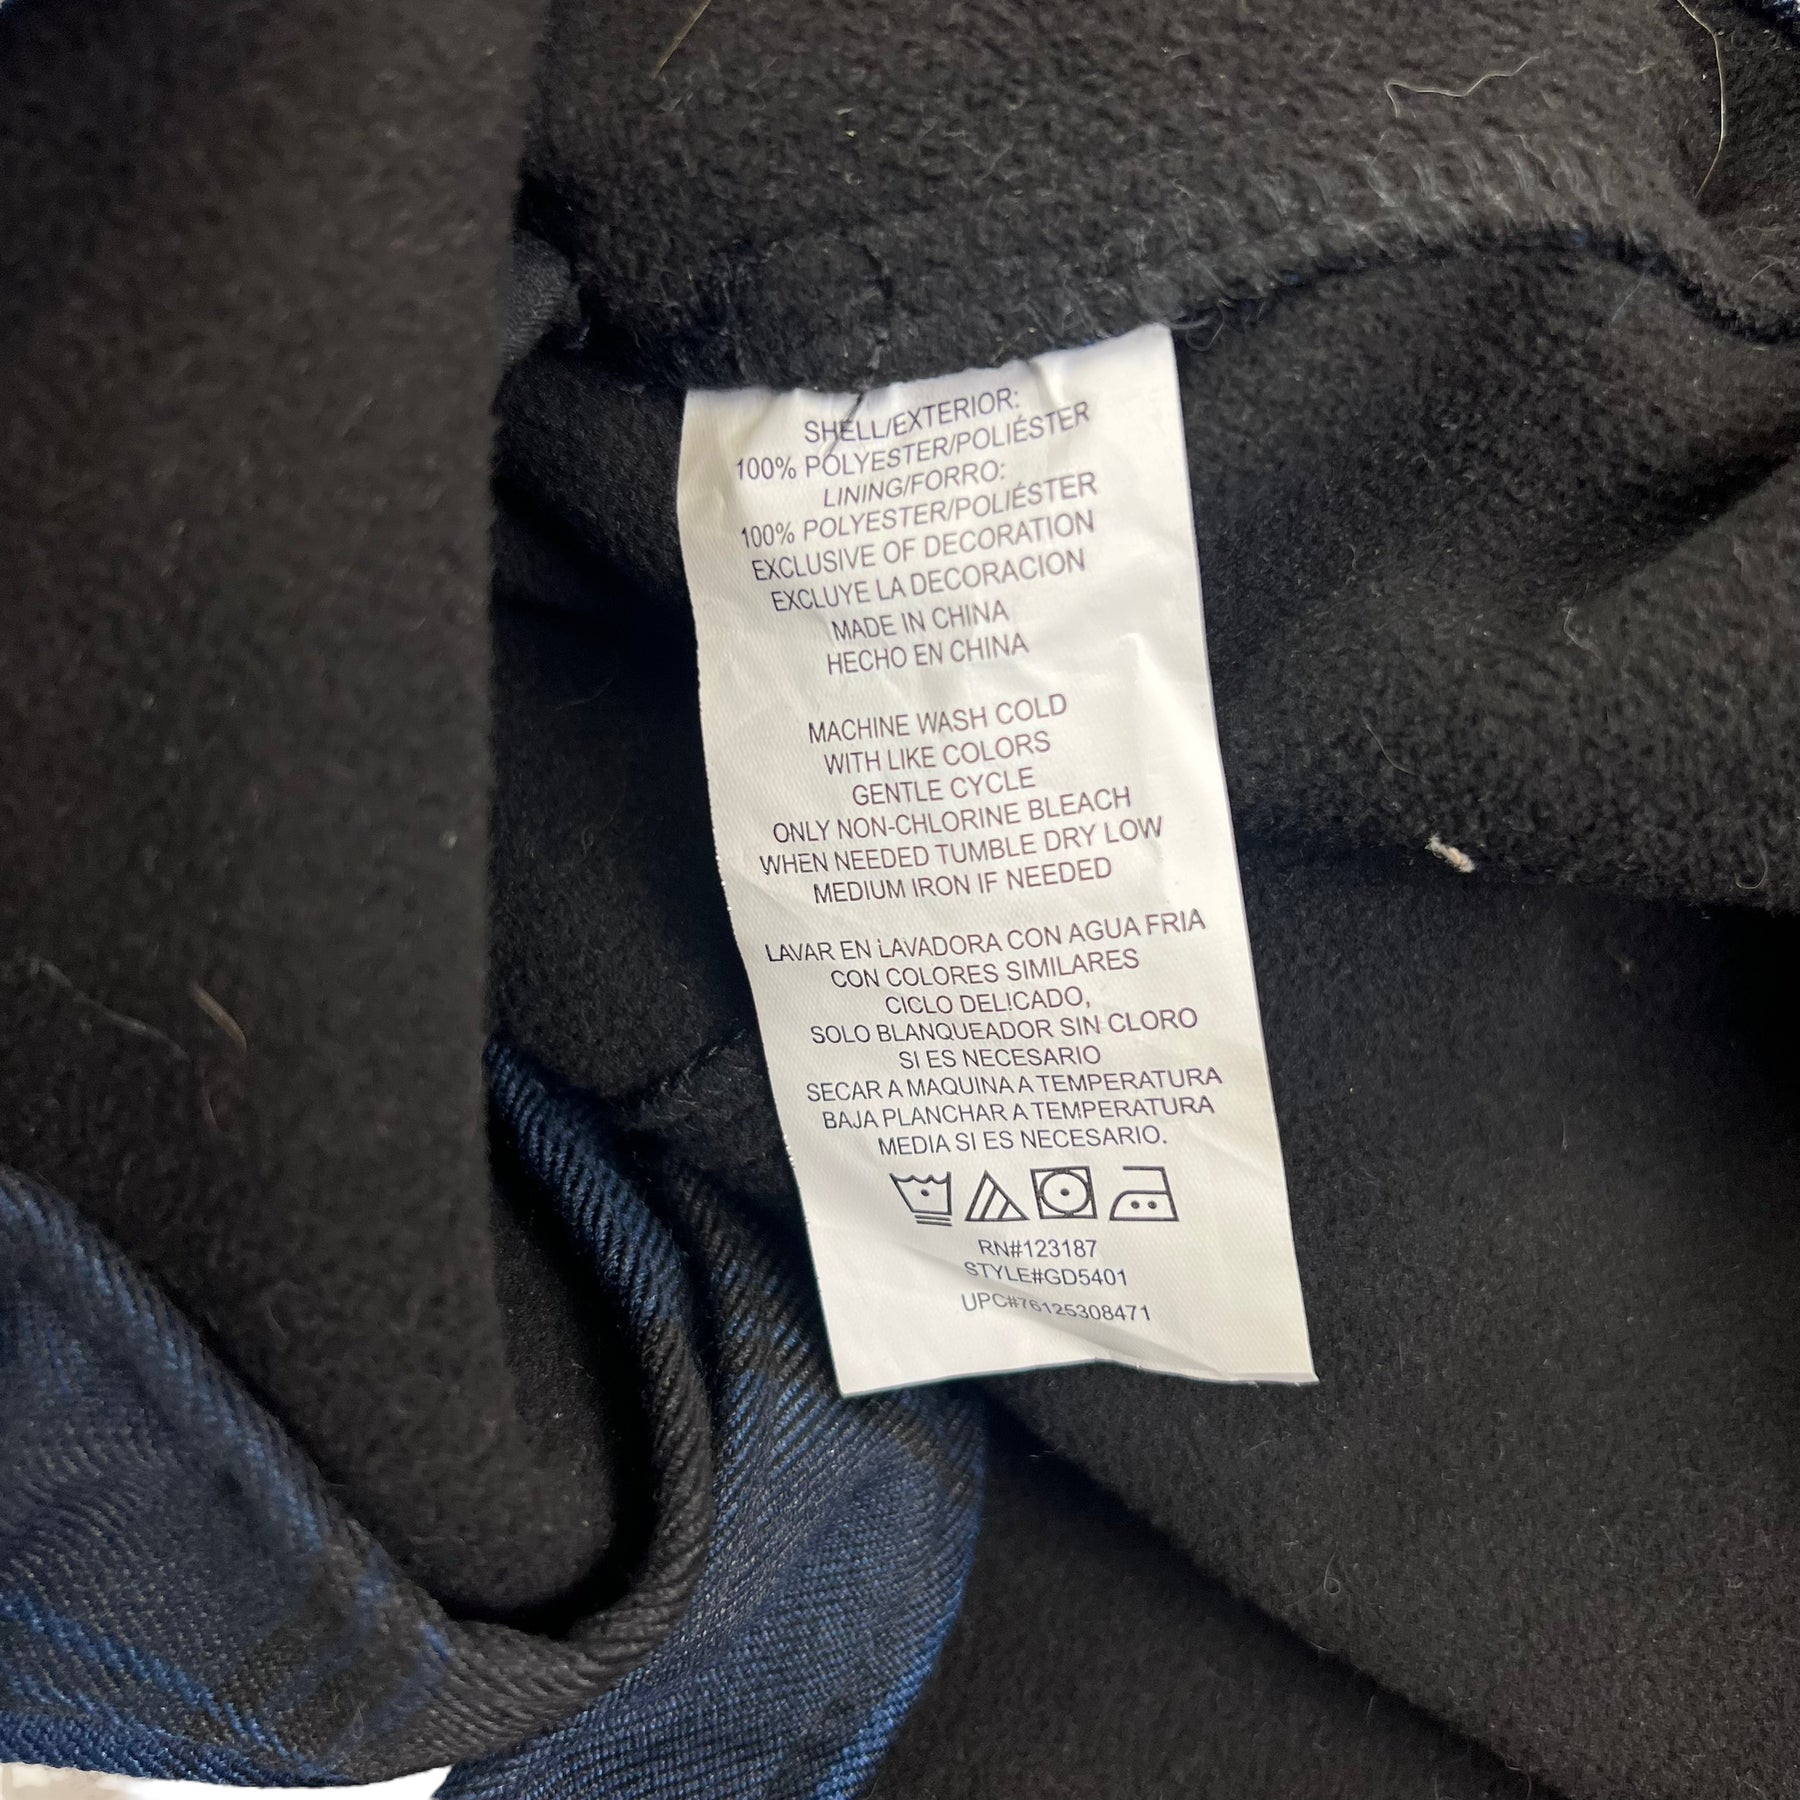 SHELL/EXTERIOR:
100% POLYESTER/POLIÉSTER
LINING/FORRO:
100% POLYESTER/POLIÉSTER
EXCLUSIVE OF DECORATION
EXCLUYE LA DECORACION
MADE IN CHINA
HECHO EN CHINA
MACHINE WASH COLD
WITH LIKE COLORS
GENTLE CYCLE
ONLY NON-CHLORINE BLEACH
WHEN NEEDED TUMBLE DRY LOW
MEDIUM IRON IF NEEDED
LAVAR EN LAVADORA CON AGUA FRIA
CON COLORES SIMILARES
CICLO DELICADO,
SOLO BLANQUEADOR SIN CLORO
SI ES NECESARIO
SECAR A MAQUINA A TEMPERATURA
BAJA PLANCHAR A TEMPERATURA
MEDIA SI ES NECESARIO.
RN#123187
STYLE#GD5401
UPC#76125308471